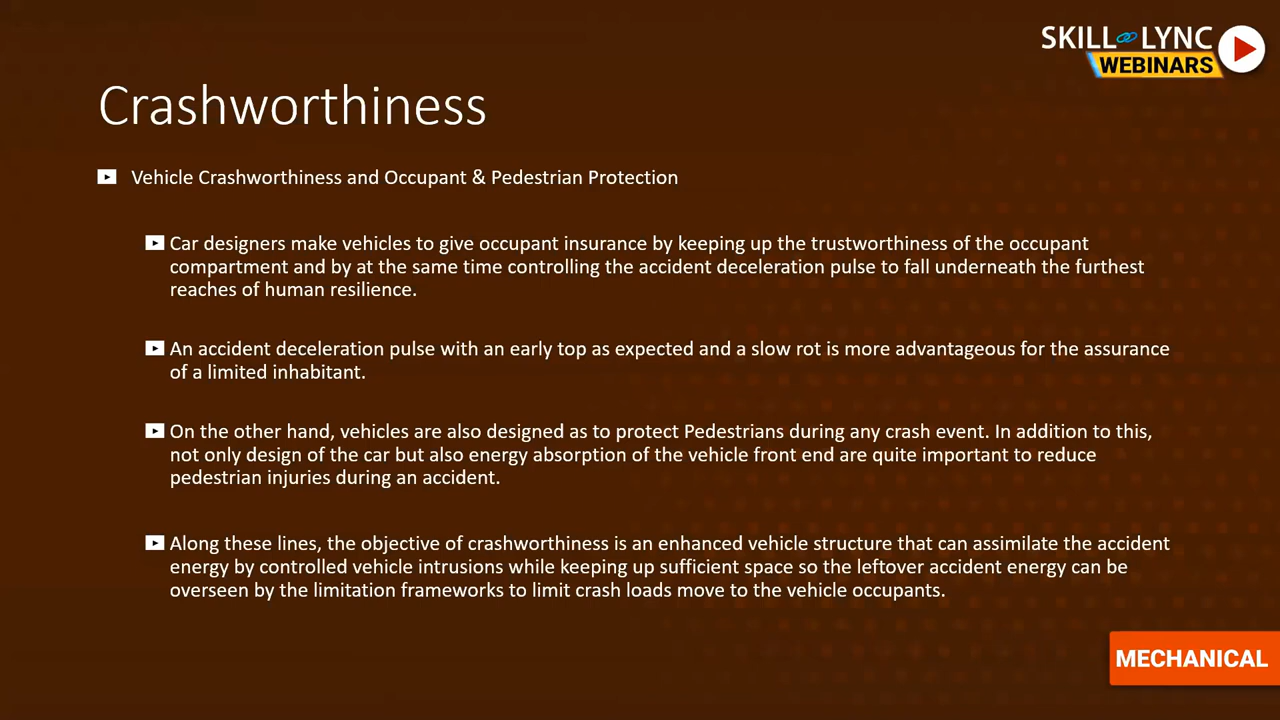 SKILL LYNC
WEBINARS
Crashworthiness
Vehicle Crashworthiness and Occupant & Pedestrian Protection
Car designers make vehicles to give occupant insurance by keeping up the trustworthiness of the occupant
compartment and by at the same time controlling the accident deceleration pulse to fall underneath the furthest
reaches of human resilience.
An accident deceleration pulse with an early top as expected and a slow rot is more advantageous for the assurance
of a limited inhabitant.
On the other hand, vehicles are also designed as to protect Pedestrians during any crash event. In addition to this,
not only design of the car but also energy absorption of the vehicle front end are quite important to reduce
pedestrian injuries during an accident.
Along these lines, the objective of crashworthiness is an enhanced vehicle structure that can assimilate the accident
energy by controlled vehicle intrusions while keeping up sufficient space so the leftover accident energy can be
overseen by the limitation frameworks to limit crash loads move to the vehicle occupants.
MECHANICAL